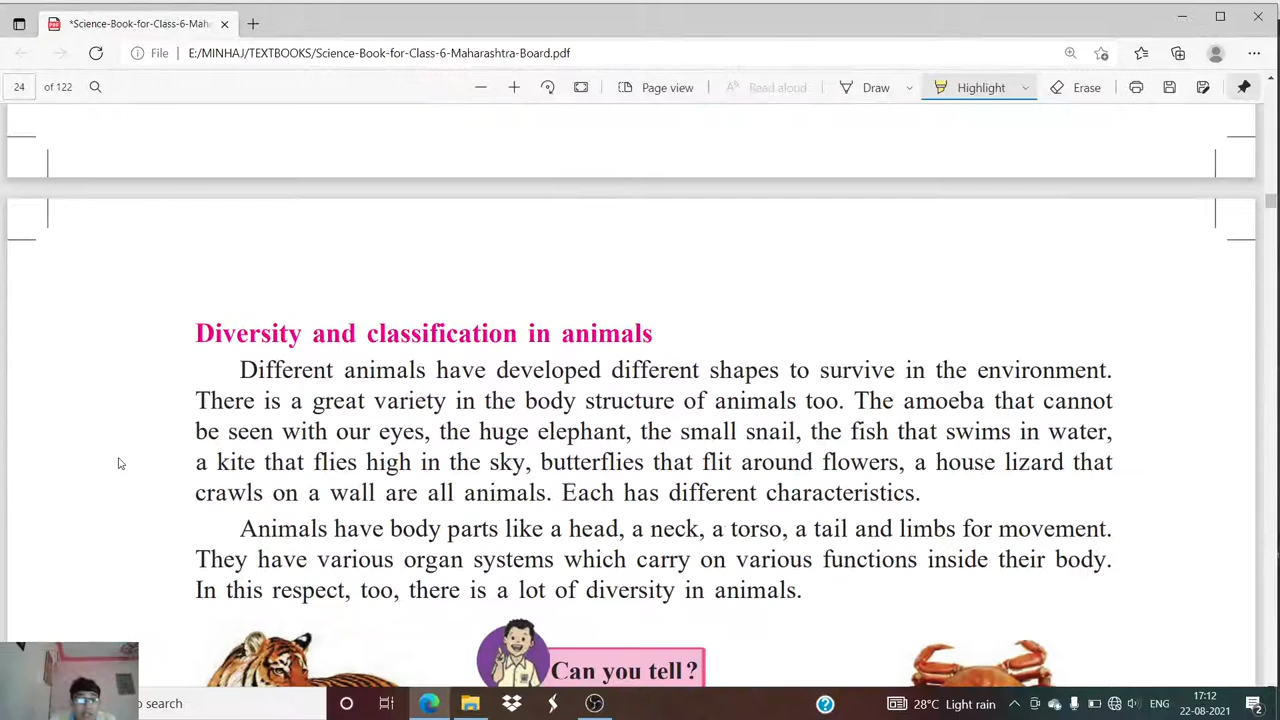 *Science-Book-for-Class-6-Maha
File
E:/MINHAJ/TEXTBOOKS/Science-Book-for-Class-6-Maharashtra-Board.pdf
24 of 122
Page view
Read aloud
Draw
Highlight
Erase
Diversity and classification in animals
Different animals have developed different shapes to survive in the environment.
There is a great variety in the body structure of animals too. The amoeba that cannot
be seen with our eyes, the huge elephant, the small snail, the fish that swims in water,
a kite that flies high in the sky, butterflies that flit around flowers, a house lizard that
crawls on a wall are all animals. Each has different characteristics.
Animals have body parts like a head, a neck, a torso, a tail and limbs for movement.
They have various organ systems which carry on various functions inside their body.
In this respect, too, there is a lot of diversity in animals.
Can you tell?
search
28°C Light rain
ENG
17:12
22-08-2021
2